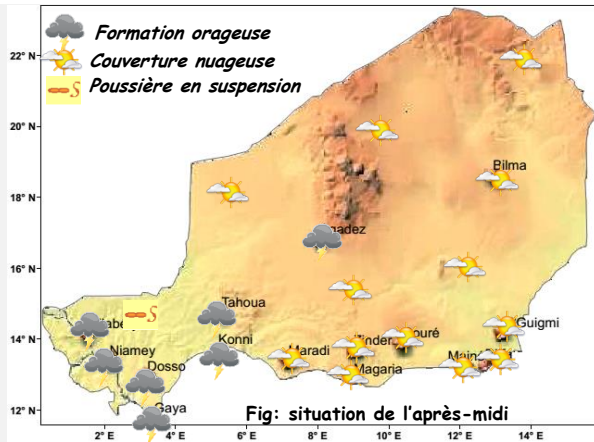 Formation orageuse
Couverture nuageuse
∞S Poussière en suspension
22° N
20° N
18° N
16° N
14° N
12° N
Bilma
Tahoua
Konni
Niamey
Dosso
Gaya
Maradi
Magaria
Guigmi
∞S
Fig: situation de l'après-midi
2° E
4° E
6° E
8° E
10° E
12° E
14° E